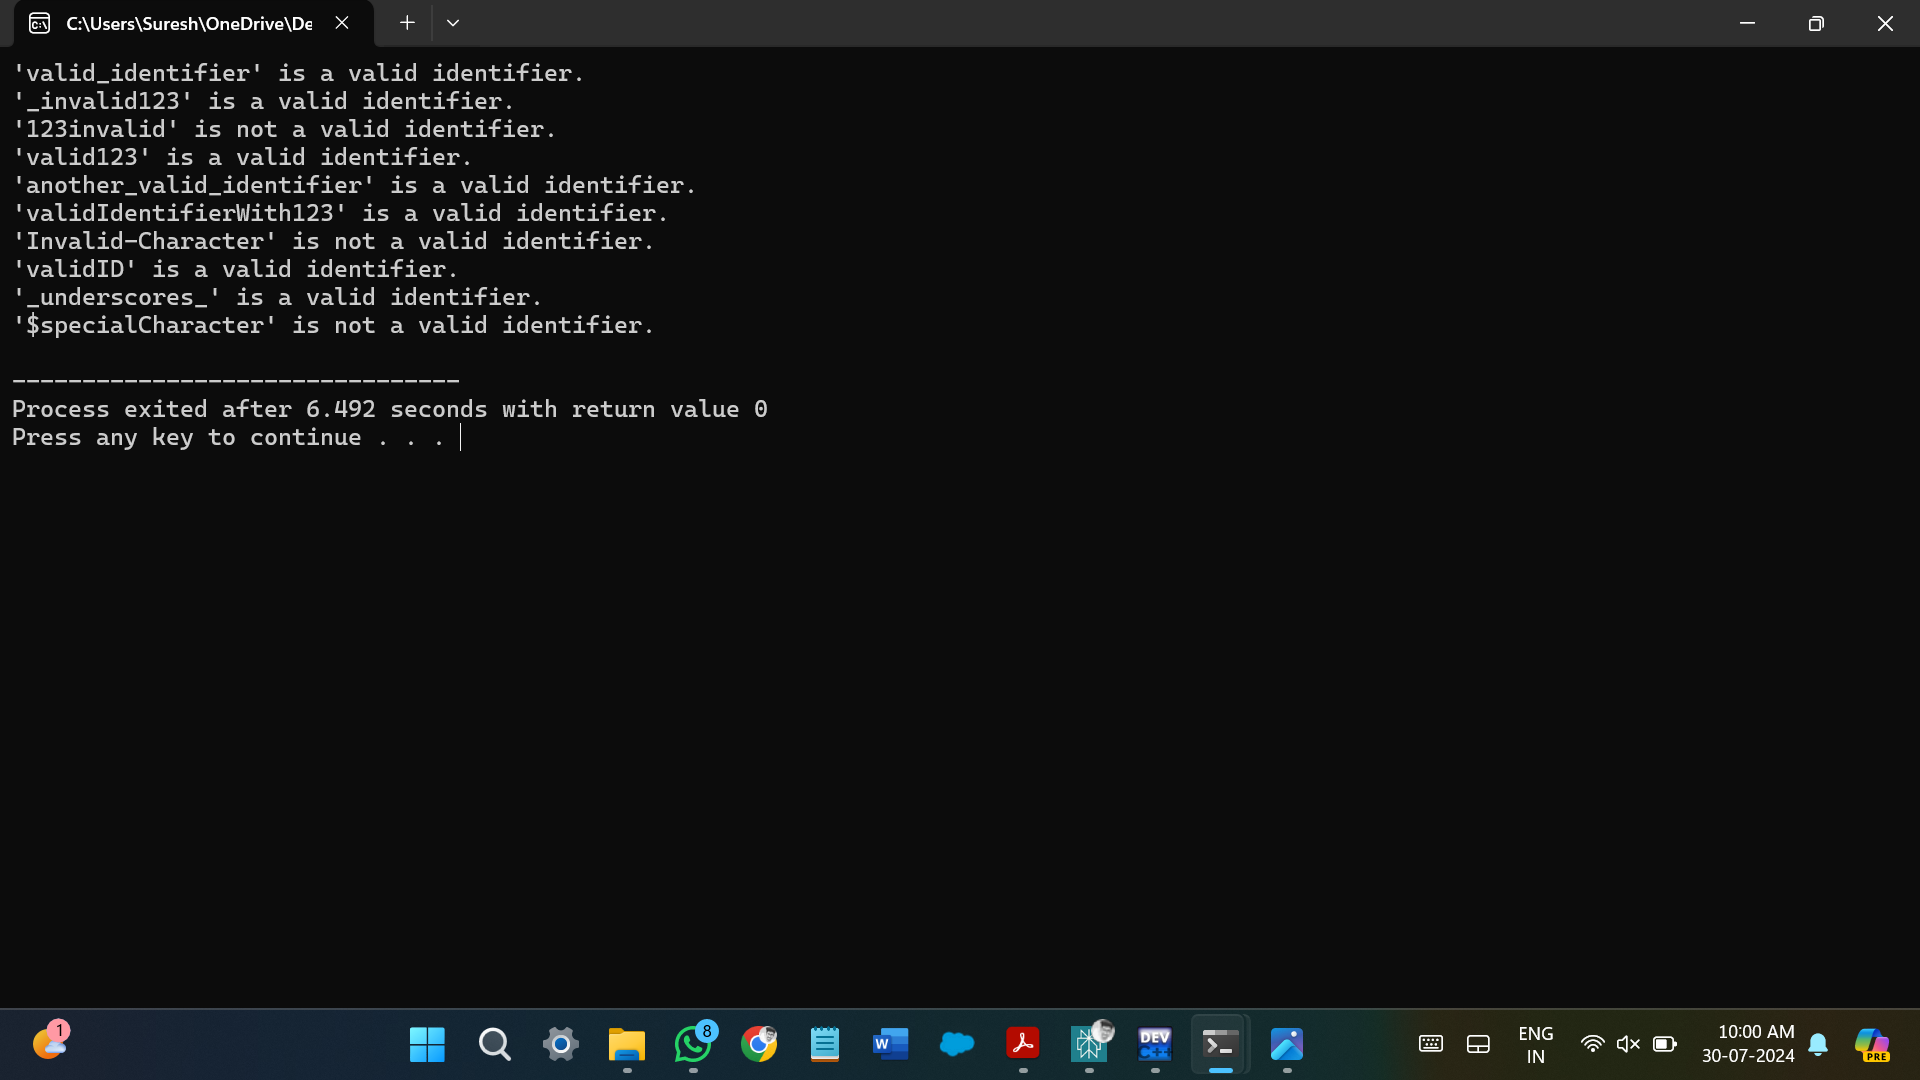 C:\Users\Suresh\OneDrive\De
'valid_identifier' is a valid identifier.
'_invalid123' is a valid identifier.
'123invalid' is not a valid identifier.
'valid123' is a valid identifier.
'another_valid_identifier' is a valid identifier.
'validIdentifierWith123' is a valid identifier.
'Invalid-Character' is not a valid identifier.
'validID' is a valid identifier.
'_underscores_' is a valid identifier.
'$specialCharacter' is not a valid identifier.
--------------------------------
Process exited after 6.492 seconds with return value 0
Press any key to continue . . .
1
8
W
DEV
C++
ENG
IN
10:00 AM
30-07-2024
PRE